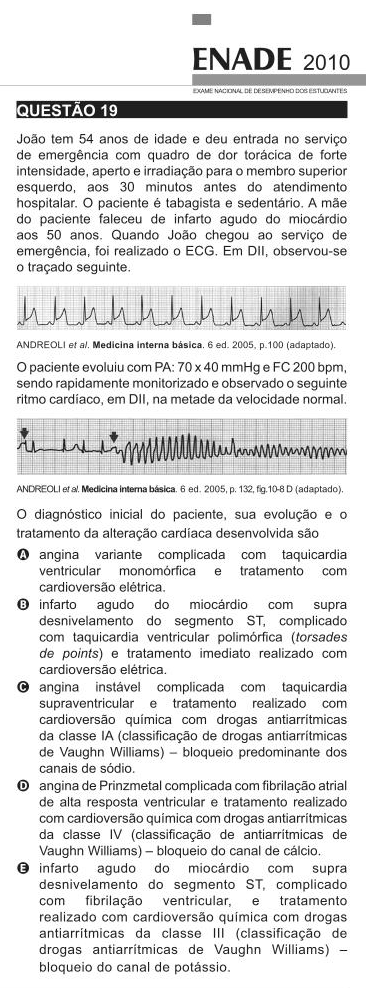 ENADE 2010
EXAME NACIONAL DE DESEMPENHO DOS ESTUDANTES
QUESTÃO 19
João tem 54 anos de idade e deu entrada no serviço
de emergência com quadro de dor torácica de forte
intensidade, aperto e irradiação para o membro superior
esquerdo, aos 30 minutos antes do atendimento
hospitalar. O paciente é tabagista e sedentário. A mãe
do paciente faleceu de infarto agudo do miocárdio
aos 50 anos. Quando João chegou ao serviço de
emergência, foi realizado o ECG. Em DII, observou-se
o traçado seguinte.
ANDREOLI et al. Medicina interna básica. 6 ed. 2005, p.100 (adaptado).
O paciente evoluiu com PA: 70 x 40 mmHg e FC 200 bpm,
sendo rapidamente monitorizado e observado o seguinte
ritmo cardíaco, em DII, na metade da velocidade normal.
ANDREOLI et al. Medicina interna básica. 6 ed. 2005, p. 132, fig.10-8 D (adaptado).
O diagnóstico inicial do paciente, sua evolução e o
tratamento da alteração cardíaca desenvolvida são
A angina variante complicada com taquicardia
ventricular monomórfica e tratamento com
cardioversão elétrica.
B infarto agudo do miocárdio com supra
desnivelamento do segmento ST, complicado
com taquicardia ventricular polimórfica (torsades
de points) e tratamento imediato realizado com
cardioversão elétrica.
C angina instável complicada com taquicardia
supraventricular e tratamento realizado com
cardioversão química com drogas antiarrítmicas
da classe IA (classificação de drogas antiarrítmicas
de Vaughn Williams) – bloqueio predominante dos
canais de sódio.
D angina de Prinzmetal complicada com fibrilação atrial
de alta resposta ventricular e tratamento realizado
com cardioversão química com drogas antiarrítmicas
da classe IV (classificação de antiarrítmicas de
Vaughn Williams) – bloqueio do canal de cálcio.
E infarto agudo do miocárdio com supra
desnivelamento do segmento ST, complicado
com fibrilação ventricular, e tratamento
realizado com cardioversão química com drogas
antiarrítmicas da classe III (classificação de
drogas antiarrítmicas de Vaughn Williams) –
bloqueio do canal de potássio.